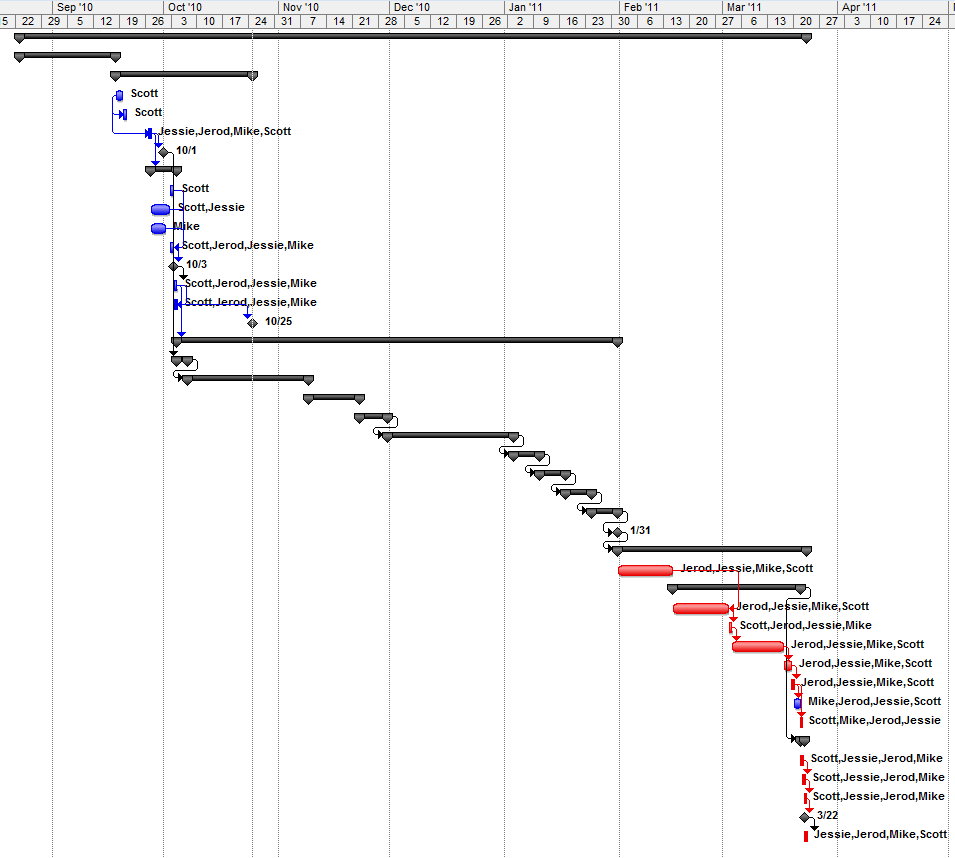 Sep '10 Oct '10 Nov '10 Dec '10 Jan '11 Feb '11 Mar '11 Apr '11
5 22 29 5 12 19 26 3 10 17 24 31 7 14 21 28 5 12 19 26 2 9 16 23 30 6 13 20 27 6 13 20 27 3 10 17 24
Scott
Scott
Jessie,Jerod,Mike,Scott
10/1
Scott
Scott,Jessie
Mike
Scott,Jerod,Jessie,Mike
10/3
Scott,Jerod,Jessie,Mike
Scott,Jerod,Jessie,Mike
10/25
1/31
Jerod,Jessie,Mike,Scott
Jerod,Jessie,Mike,Scott
Scott,Jerod,Jessie,Mike
Jerod,Jessie,Mike,Scott
Jerod,Jessie,Mike,Scott
Jerod,Jessie,Mike,Scott
Mike,Jerod,Jessie,Scott
Scott,Mike,Jerod,Jessie
Scott,Jessie,Jerod,Mike
Scott,Jessie,Jerod,Mike
Scott,Jessie,Jerod,Mike
3/22
Jessie,Jerod,Mike,Scott